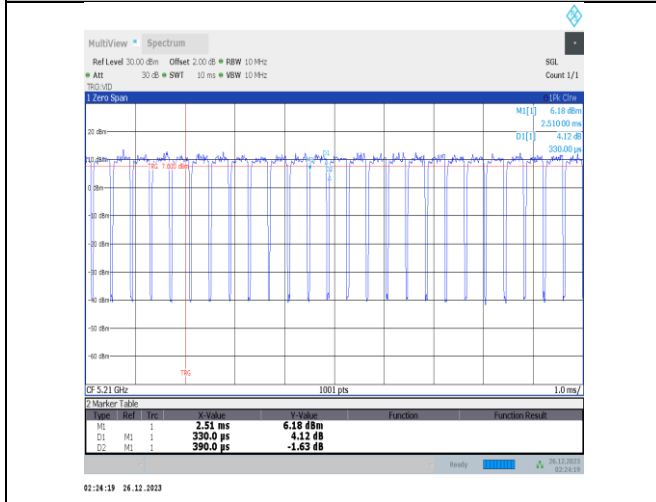 MultiView Spectrum
Ref Level 30.00 dBm Offset 2.00 dB RBW 10 MHz SGL
Att 30 dB SWT 10 ms VBW 10 MHz Count 1/1
TRG:VID
1 Zero Span 1Pk Clrw
M1[1] 6.18 dBm
2.51000 ms
D1[1] 4.12 dB
330.00 µs
20 dBm
10 dBm
D1
TRG 7.600 dBm
0 dBm
-10 dBm
-20 dBm
-30 dBm
-40 dBm
-50 dBm
-60 dBm
TRG
CF 5.21 GHz 1001 pts 1.0 ms/
2 Marker Table
Type Ref Trc X-Value Y-Value Function Function Result
M1 1 2.51 ms 6.18 dBm
D1 M1 1 330.0 µs 4.12 dB
D2 M1 1 390.0 µs -1.63 dB
Ready 26.12.2023
02:24:19
02:24:19 26.12.2023